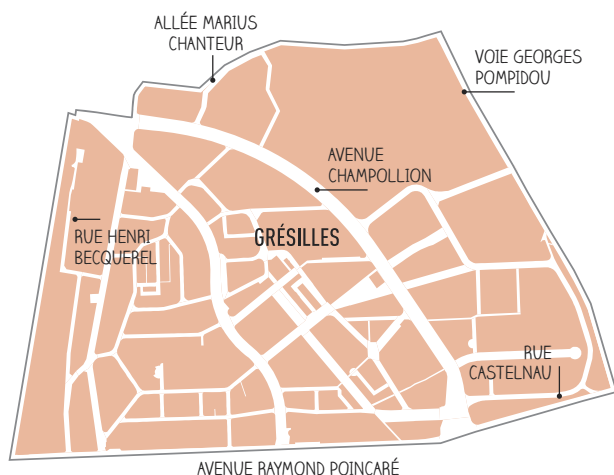 ALLÉE MARIUS
CHANTEUR
VOIE GEORGES
POMPIDOU
AVENUE
CHAMPOLLION
RUE HENRI
BECQUEREL
GRÉSILLES
RUE
CASTELNAU
AVENUE RAYMOND POINCARÉ